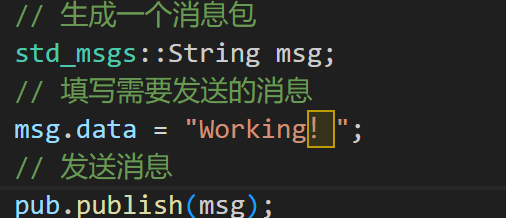 // 生成一个消息包
std_msgs::String msg;
// 填写需要发送的消息
msg.data = "Working！";
// 发送消息
pub.publish(msg);